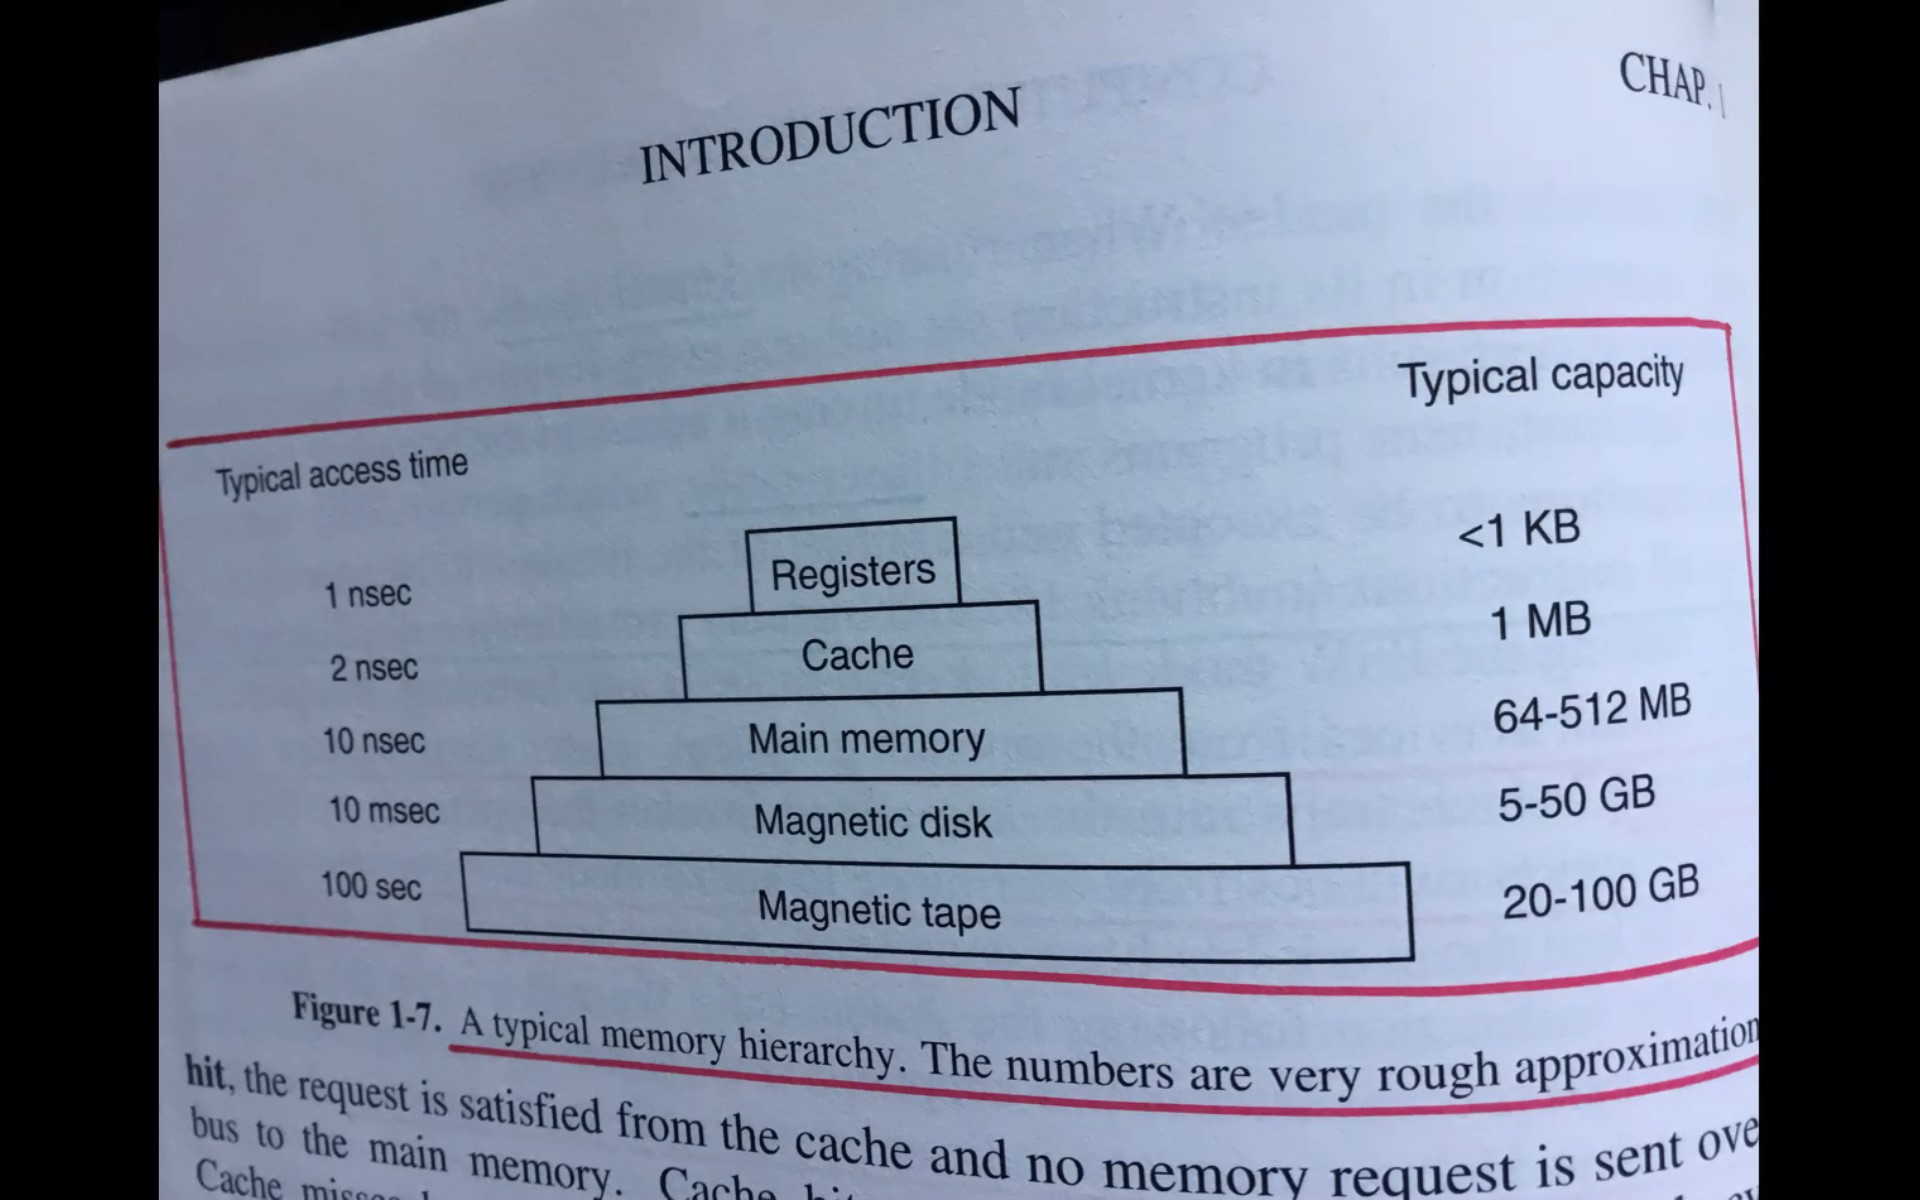 INTRODUCTION
CHAP. 1
Typical access time
Typical capacity
1 nsec
Registers
<1 KB
2 nsec
Cache
1 MB
10 nsec
Main memory
64-512 MB
10 msec
Magnetic disk
5-50 GB
100 sec
Magnetic tape
20-100 GB
Figure 1-7. A typical memory hierarchy. The numbers are very rough approximation
hit, the request is satisfied from the cache and no memory request is sent ove
bus to the main memory. Cache
Cache